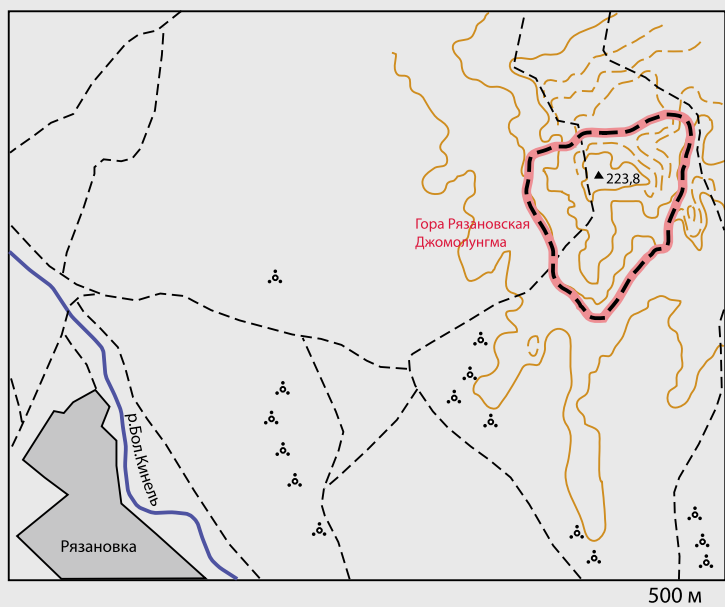 223,8
Гора Рязановская
Джомолунгма
р.Бол.Кинель
Рязановка
500 м